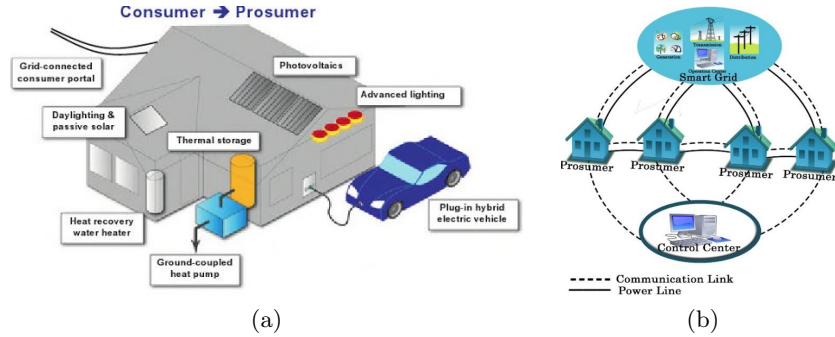 Consumer → Prosumer
Grid-connected
consumer portal
Photovoltaics
Advanced lighting
Daylighting &
passive solar
Thermal storage
Heat recovery
water heater
Plug-in hybrid
electric vehicle
Ground-coupled
heat pump
(a)
Transmission
Generation
Distribution
Operation Center
Smart Grid
Prosumer
Prosumer
Prosumer
Prosumer
Control Center
Communication Link
Power Line
(b)